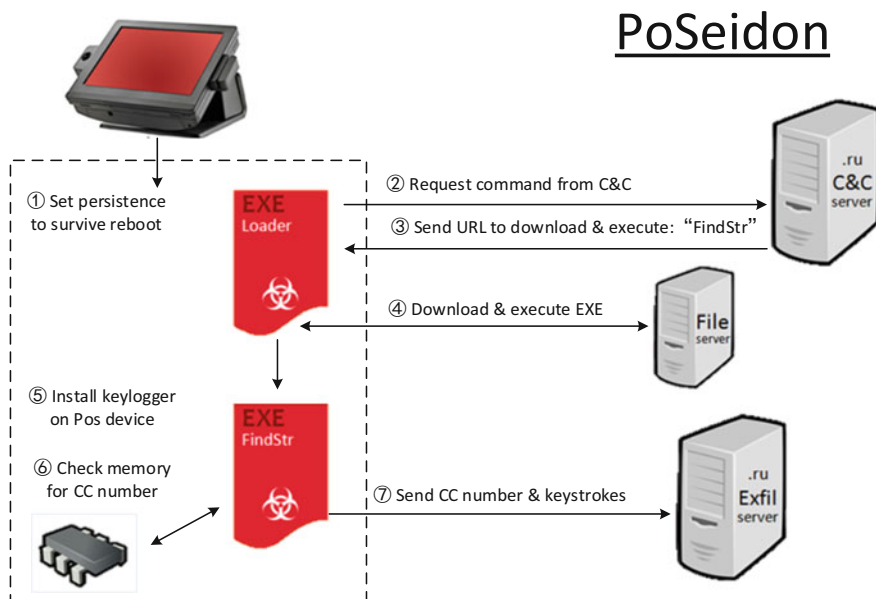 PoSeidon
① Set persistence
to survive reboot
EXE
Loader
② Request command from C&C
③ Send URL to download & execute: “FindStr”
.ru
C&C
server
④ Download & execute EXE
File
server
⑤ Install keylogger
on Pos device
EXE
FindStr
⑥ Check memory
for CC number
⑦ Send CC number & keystrokes
.ru
Exfil
server